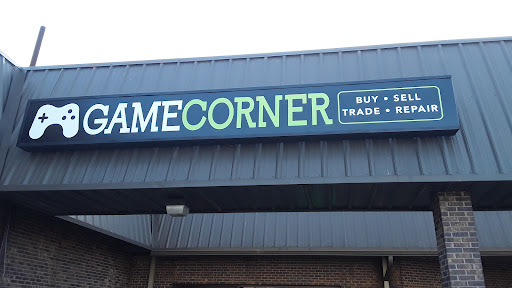 GAMECORNER
BUY • SELL
TRADE • REPAIR